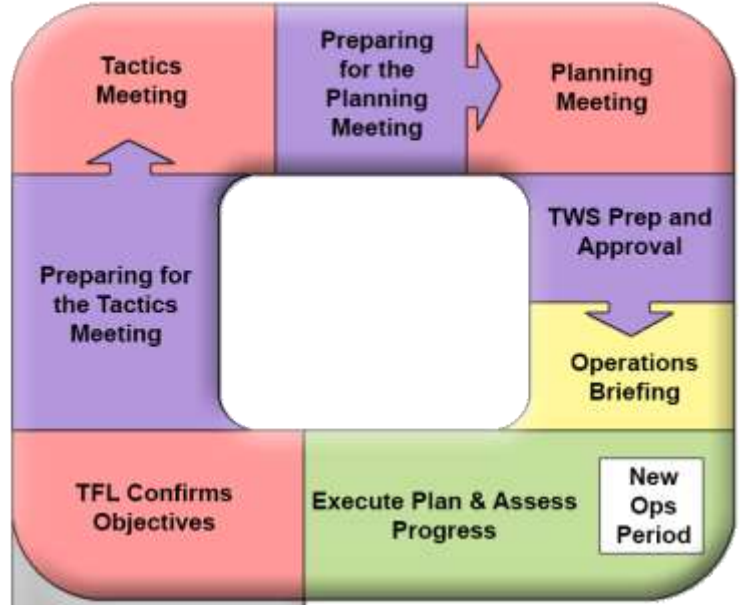 Tactics
Meeting
Preparing
for the
Planning
Meeting
Planning
Meeting
TWS Prep and
Approval
Preparing for
the Tactics
Meeting
Operations
Briefing
TFL Confirms
Objectives
Execute Plan & Assess
Progress
New
Ops
Period